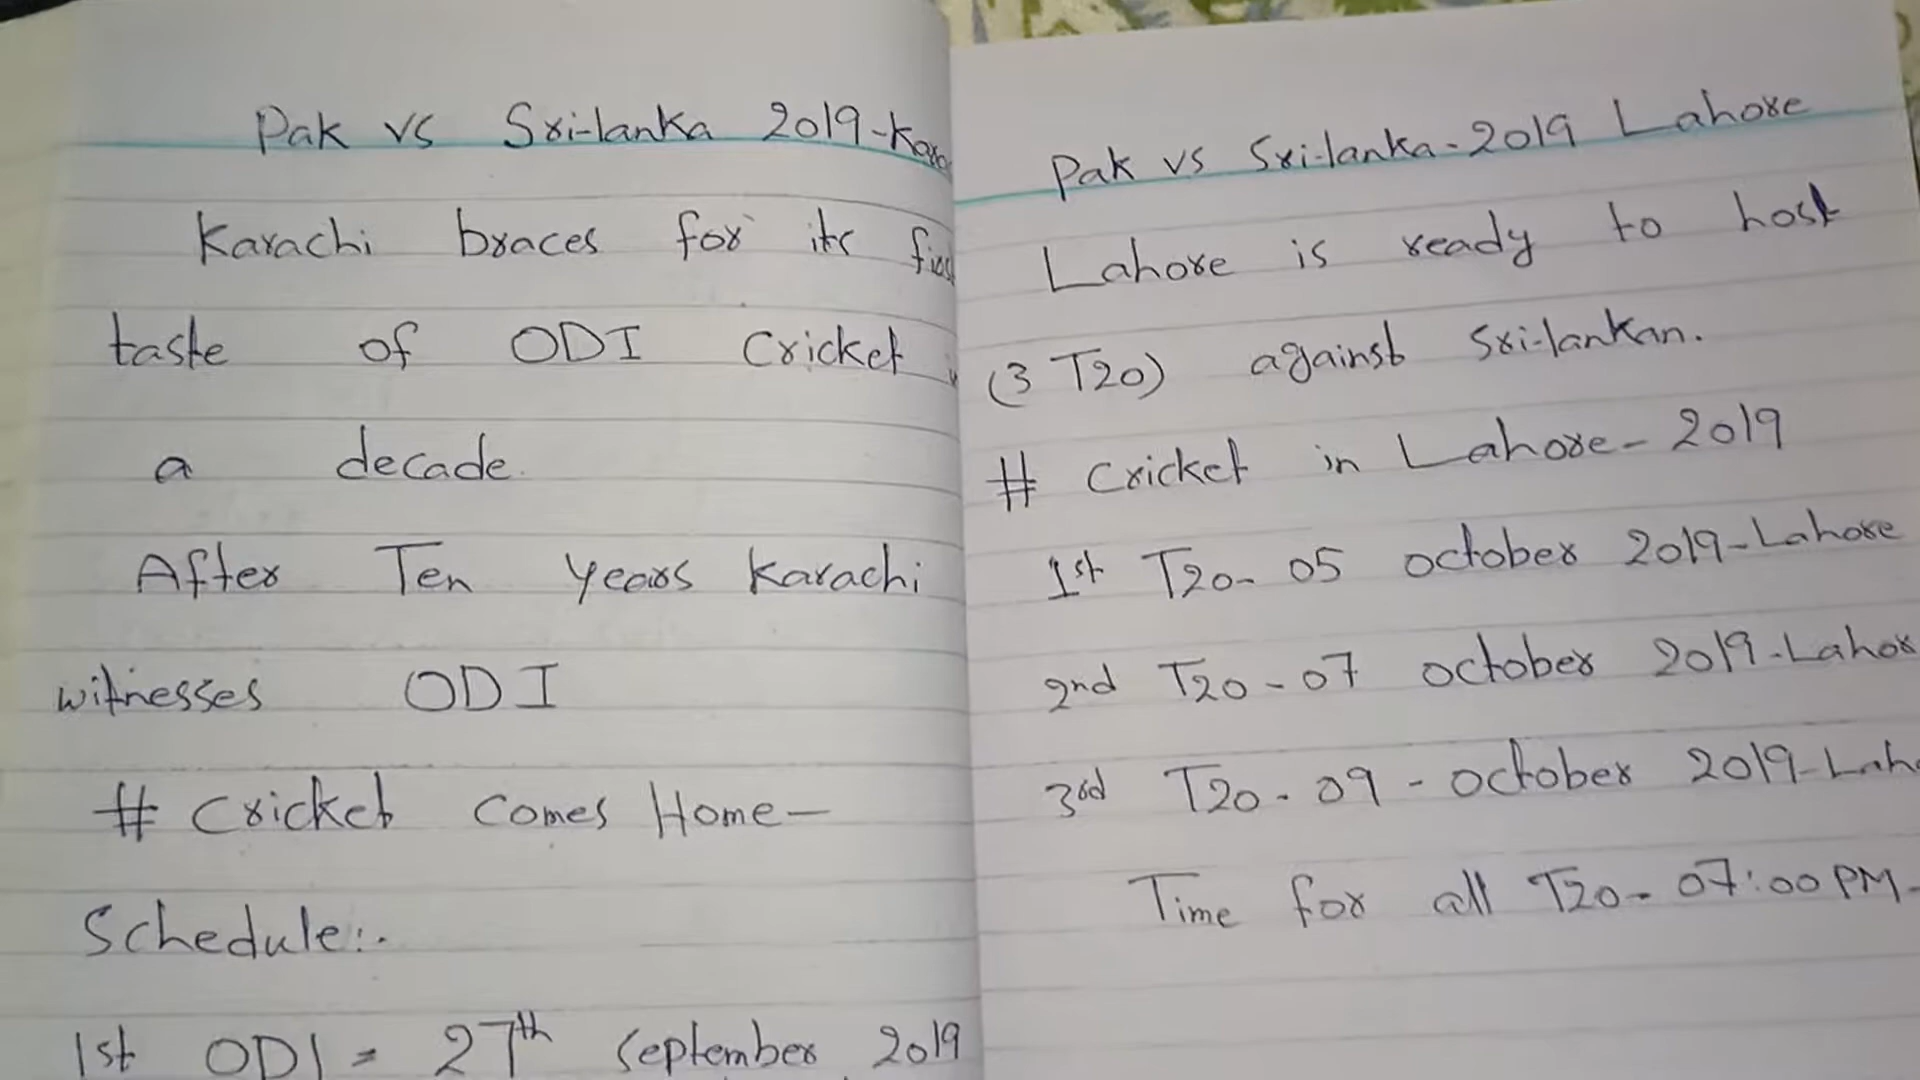 Pak vs Sri-lanka 2019-
Karachi braces for its
taste of ODI Cricket
a decade.
After Ten years Karachi
witnesses ODI
# Cricket comes Home-
Schedule:-
1st ODI = 27th September 2019
Pak vs Sri-lanka-2019 Lahore
Lahore is ready to host
(3 T20) against Sri-lankan.
# Cricket in Lahore- 2019
1st T20- 05 october 2019-Lahore
2nd T20-07 october 2019-Lahor
3rd T20-09-october 2019-Lah
Time for all T20- 07:00 PM-